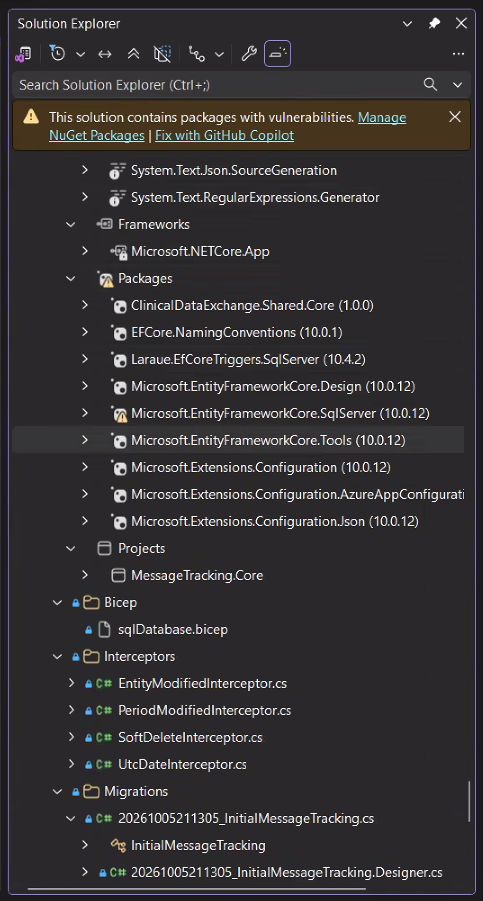 Solution Explorer
Search Solution Explorer (Ctrl+;)
This solution contains packages with vulnerabilities. Manage
NuGet Packages | Fix with GitHub Copilot
System.Text.Json.SourceGeneration
System.Text.RegularExpressions.Generator
Frameworks
Microsoft.NETCore.App
Packages
ClinicalDataExchange.Shared.Core (1.0.0)
EFCore.NamingConventions (10.0.1)
Laraue.EfCoreTriggers.SqlServer (10.4.2)
Microsoft.EntityFrameworkCore.Design (10.0.12)
Microsoft.EntityFrameworkCore.SqlServer (10.0.12)
Microsoft.EntityFrameworkCore.Tools (10.0.12)
Microsoft.Extensions.Configuration (10.0.12)
Microsoft.Extensions.Configuration.AzureAppConfigurati
Microsoft.Extensions.Configuration.Json (10.0.12)
Projects
MessageTracking.Core
Bicep
sqlDatabase.bicep
Interceptors
C# EntityModifiedInterceptor.cs
C# PeriodModifiedInterceptor.cs
C# SoftDeleteInterceptor.cs
C# UtcDateInterceptor.cs
Migrations
C# 20261005211305_InitialMessageTracking.cs
InitialMessageTracking
C# 20261005211305_InitialMessageTracking.Designer.cs